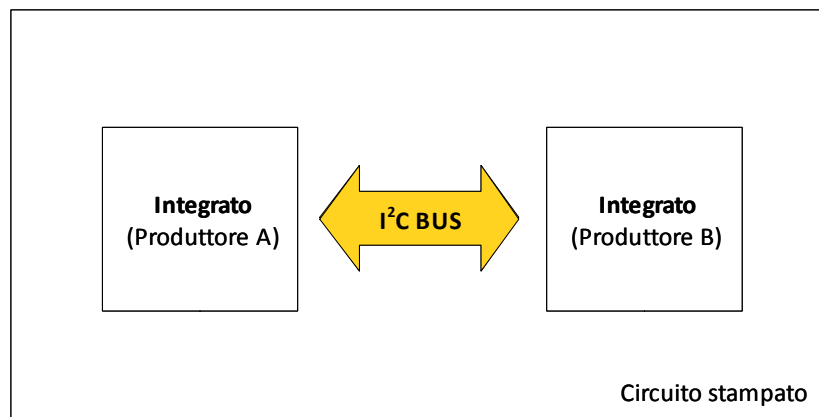 Integrato
(Produttore A)
I²C BUS
Integrato
(Produttore B)
Circuito stampato